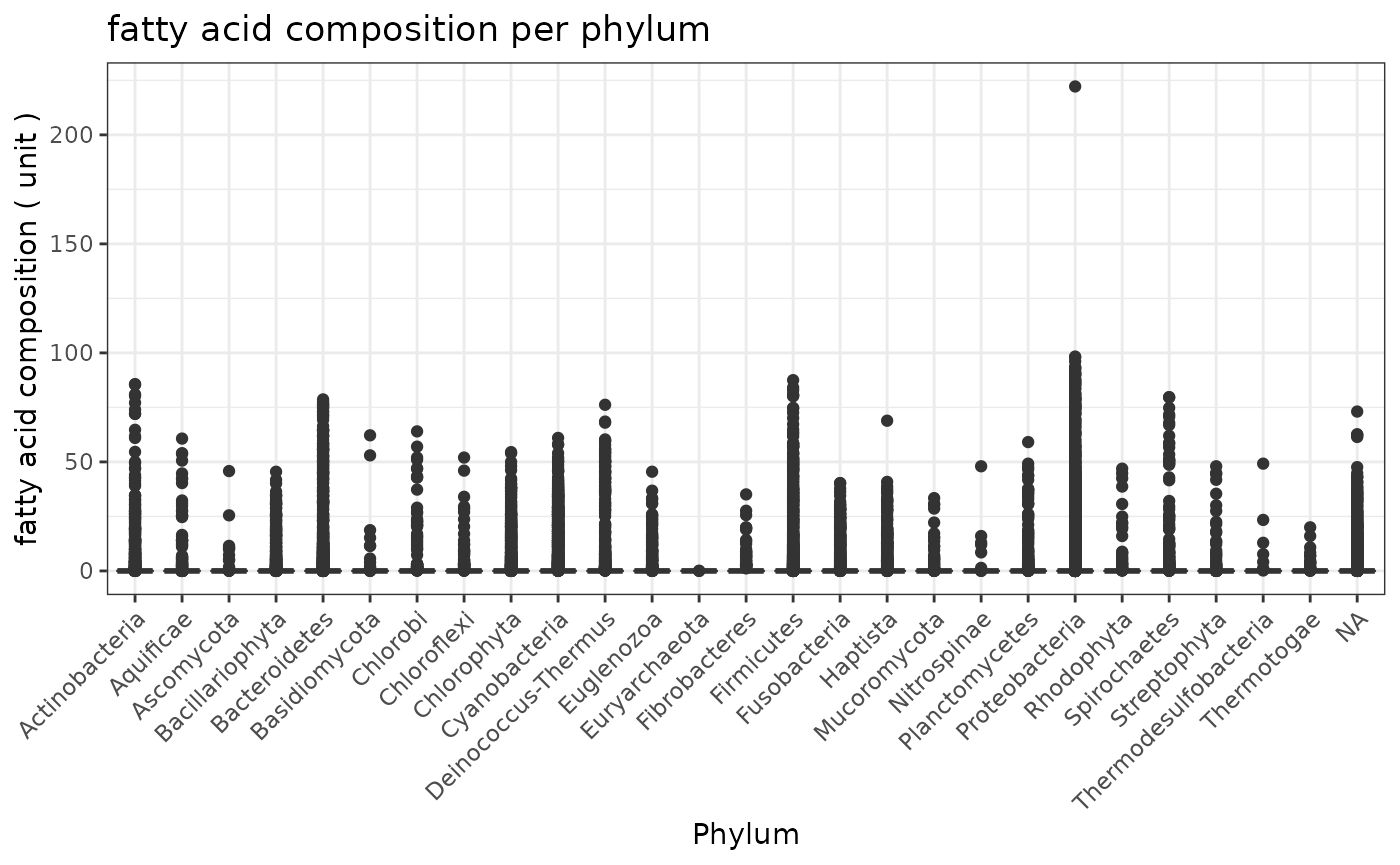 fatty acid composition per phylum
fatty acid composition ( unit )
200
150
100
50
0
Actinobacteria
Aquificae
Ascomycota
Bacillariophyta
Bacteroidetes
Basidiomycota
Chlorobi
Chloroflexi
Chlorophyta
Cyanobacteria
Deinococcus-Thermus
Euglenozoa
Euryarchaeota
Fibrobacteres
Firmicutes
Fusobacteria
Haptista
Mucoromycota
Nitrospinae
Planctomycetes
Proteobacteria
Rhodophyta
Spirochaetes
Streptophyta
Thermodesulfobacteria
Thermotogae
NA
Phylum